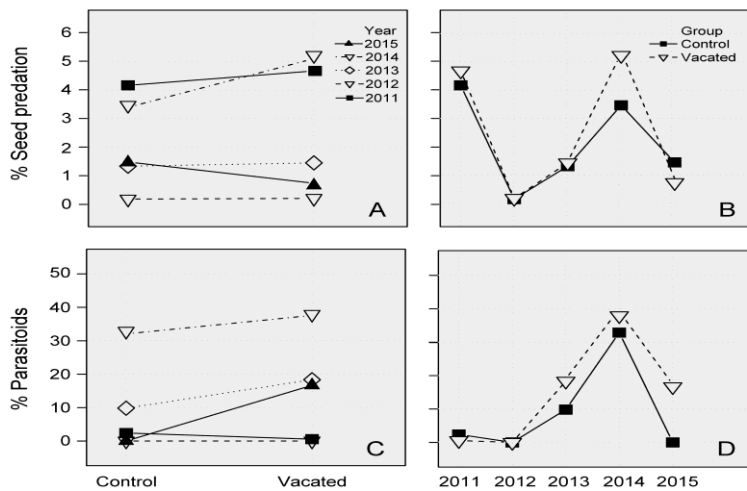 % Seed predation
6
5
4
3
2
1
0
Year
2015
2014
2013
2012
2011
A
Group
Control
Vacated
B
% Parasitoids
50
40
30
20
10
0
C
D
Control Vacated
2011 2012 2013 2014 2015